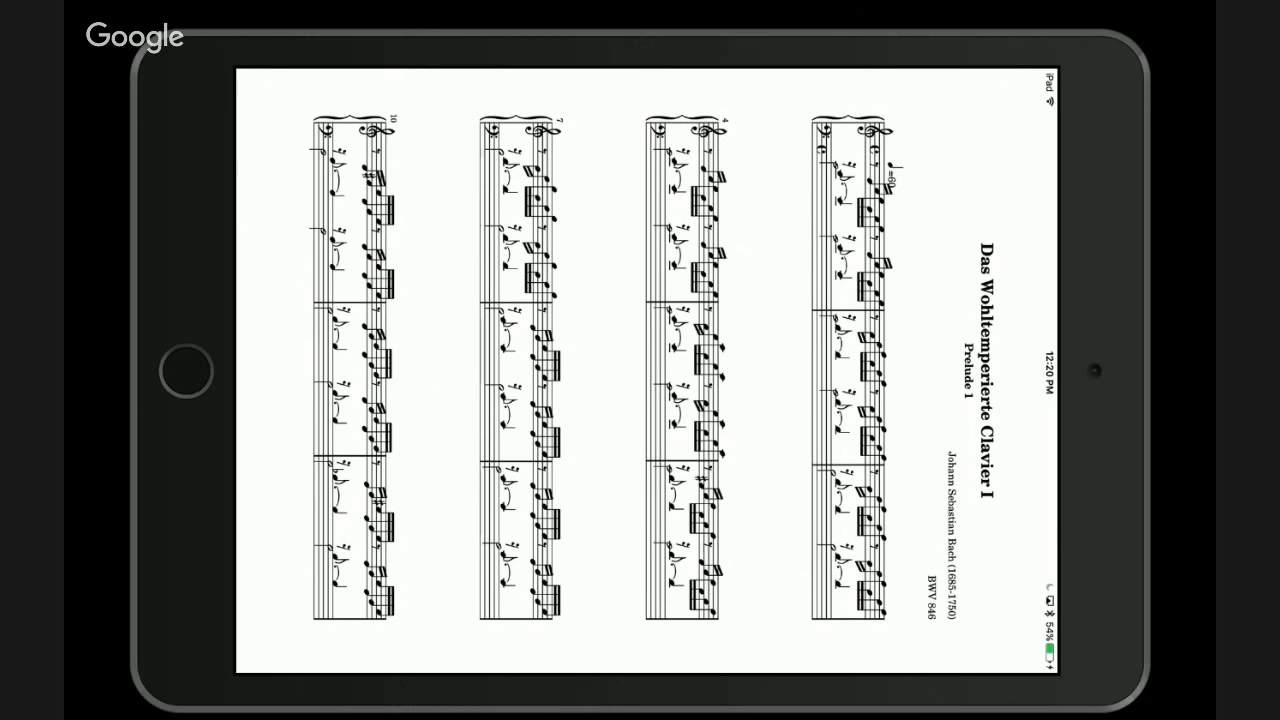 Google
iPad
12:20 PM
54%
Das Wohltemperierte Clavier I
Prelude 1
Johann Sebastian Bach (1685-1750)
BWV 846
=60
4
7
10